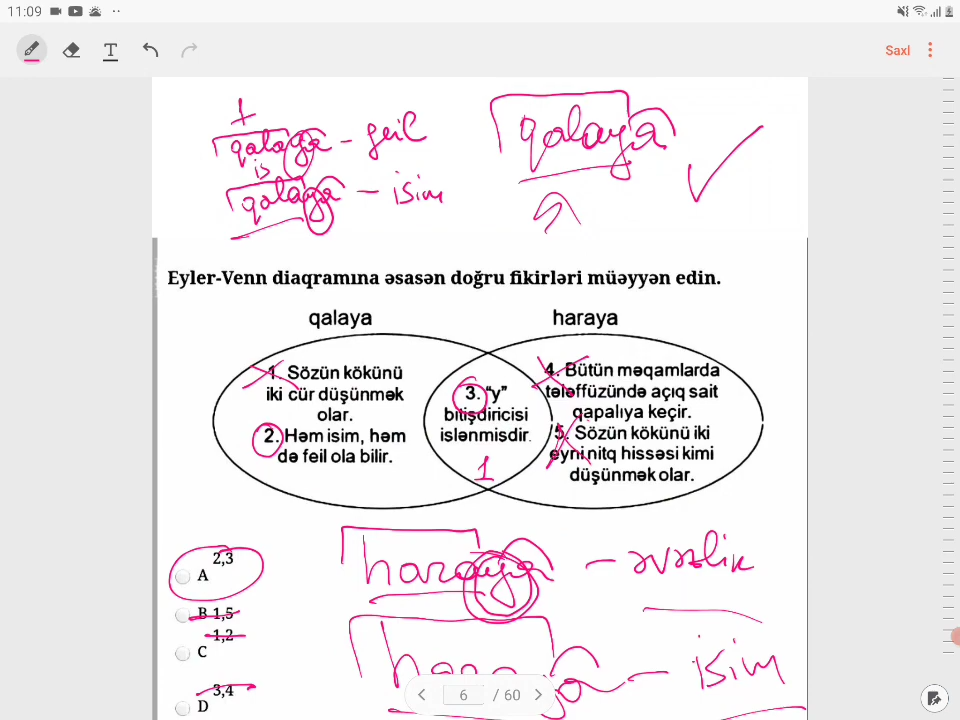 11:09
T
Saxl
qalaya – feil
is
qalaya – isim
qalaya
Eyler-Venn diaqramına əsasən doğru fikirləri müəyyən edin.
qalaya
haraya
1. Sözün kökünü
iki cür düşünmək
olar.
2. Həm isim, həm
də feil ola bilir.
3. "y"
bitişdiricisi
islənmisdir.
1
4. Bütün məqamlarda
tələffüzündə açıq sait
qapalıya keçir.
5. Sözün kökünü iki
eyni nitq hissəsi kimi
düşünmək olar.
A 2,3
B 1,5
C 1,2
D 3,4
haraya – əvəzlik
– isim
6 / 60